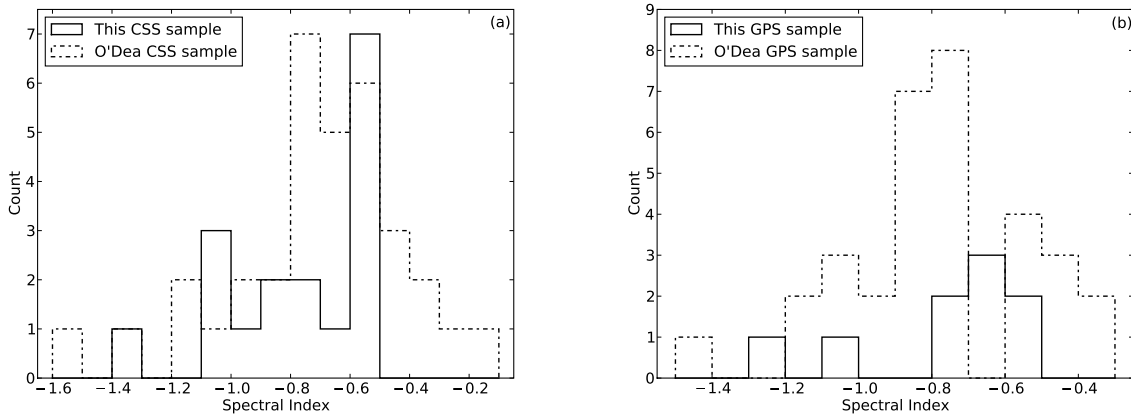 (a)
This CSS sample
O'Dea CSS sample
7
6
5
4
3
2
1
0
Count
−1.6 −1.4 −1.2 −1.0 −0.8 −0.6 −0.4 −0.2
Spectral Index
(b)
This GPS sample
O'Dea GPS sample
9
8
7
6
5
4
3
2
1
0
Count
−1.4 −1.2 −1.0 −0.8 −0.6 −0.4
Spectral Index